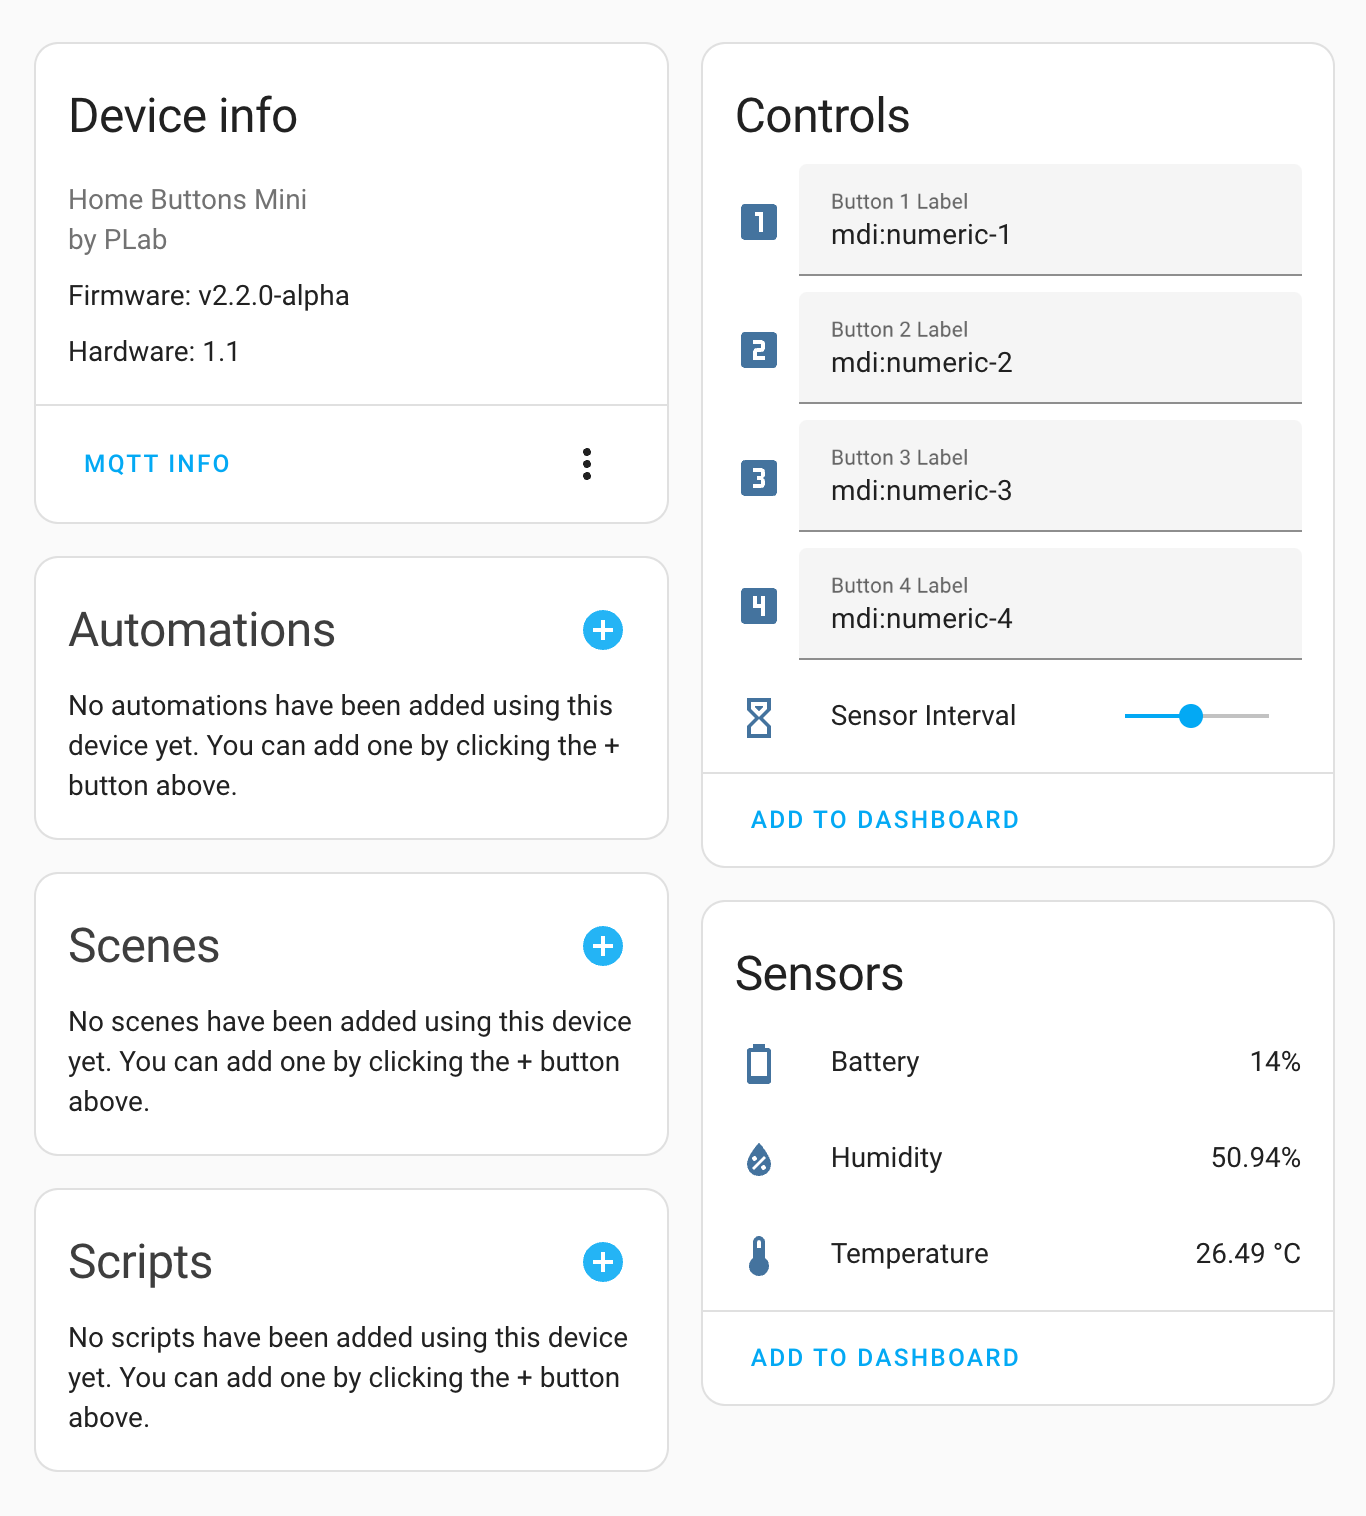 Device info
Home Buttons Mini
by PLab
Firmware: v2.2.0-alpha
Hardware: 1.1
MQTT INFO
Automations
No automations have been added using this
device yet. You can add one by clicking the +
button above.
Scenes
No scenes have been added using this device
yet. You can add one by clicking the + button
above.
Scripts
No scripts have been added using this device
yet. You can add one by clicking the + button
above.
Controls
1
Button 1 Label
mdi:numeric-1
2
Button 2 Label
mdi:numeric-2
3
Button 3 Label
mdi:numeric-3
4
Button 4 Label
mdi:numeric-4
Sensor Interval
ADD TO DASHBOARD
Sensors
Battery 14%
Humidity 50.94%
Temperature 26.49 °C
ADD TO DASHBOARD